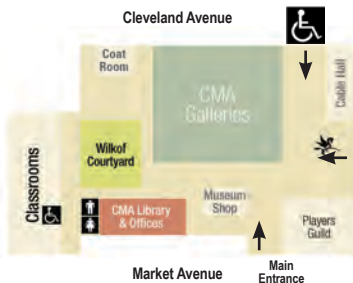 Cleveland Avenue
Coat
Room
CMA
Galleries
Cable Hall
Wilkof
Courtyard
Classrooms
CMA Library
& Offices
Museum
Shop
Players
Guild
Market Avenue
Main
Entrance